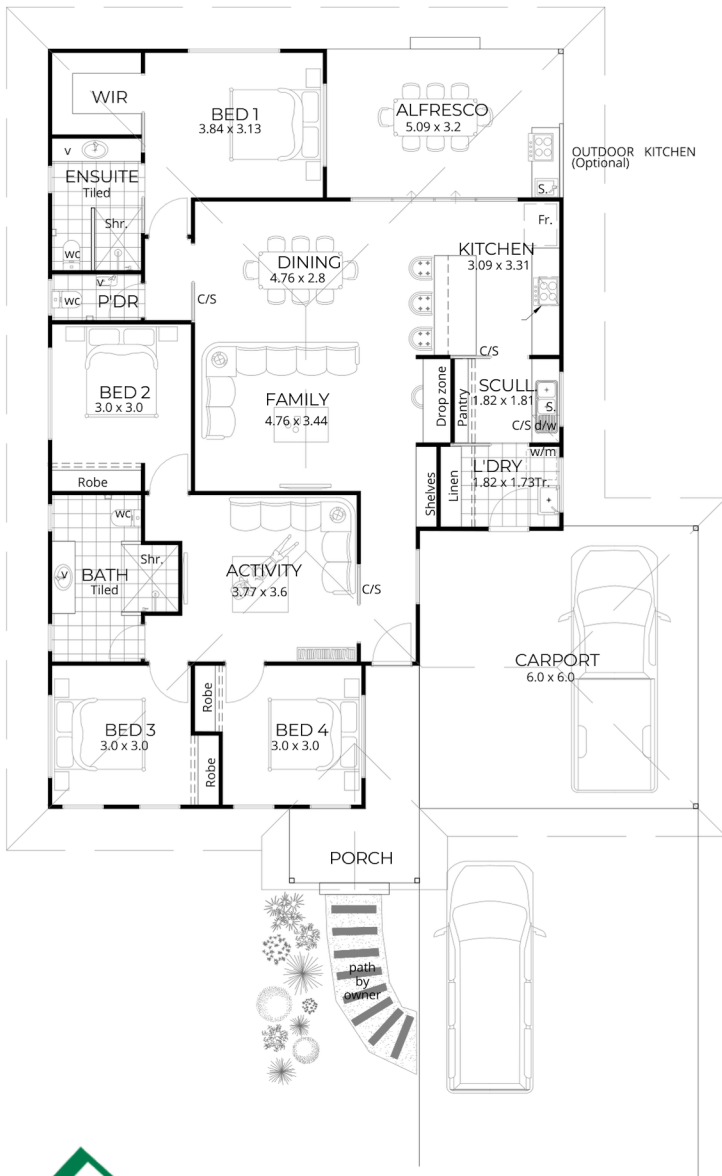 WIR
BED 1
3.84 x 3.13
ALFRESCO
5.09 x 3.2
OUTDOOR KITCHEN
(Optional)
S.
v
ENSUITE
Tiled
Shr.
wc
Fr.
DINING
4.76 x 2.8
KITCHEN
3.09 x 3.31
v
wc
P'DR
C/S
C/S
BED 2
3.0 x 3.0
FAMILY
4.76 x 3.44
Drop zone
Pantry
SCULL
1.82 x 1.81
S.
C/S d/w
w/m
Robe
Shelves
Linen
L'DRY
1.82 x 1.73
Tr.
wc
Shr.
v
BATH
Tiled
ACTIVITY
3.77 x 3.6
C/S
CARPORT
6.0 x 6.0
BED 3
3.0 x 3.0
Robe
Robe
BED 4
3.0 x 3.0
PORCH
path
by
owner